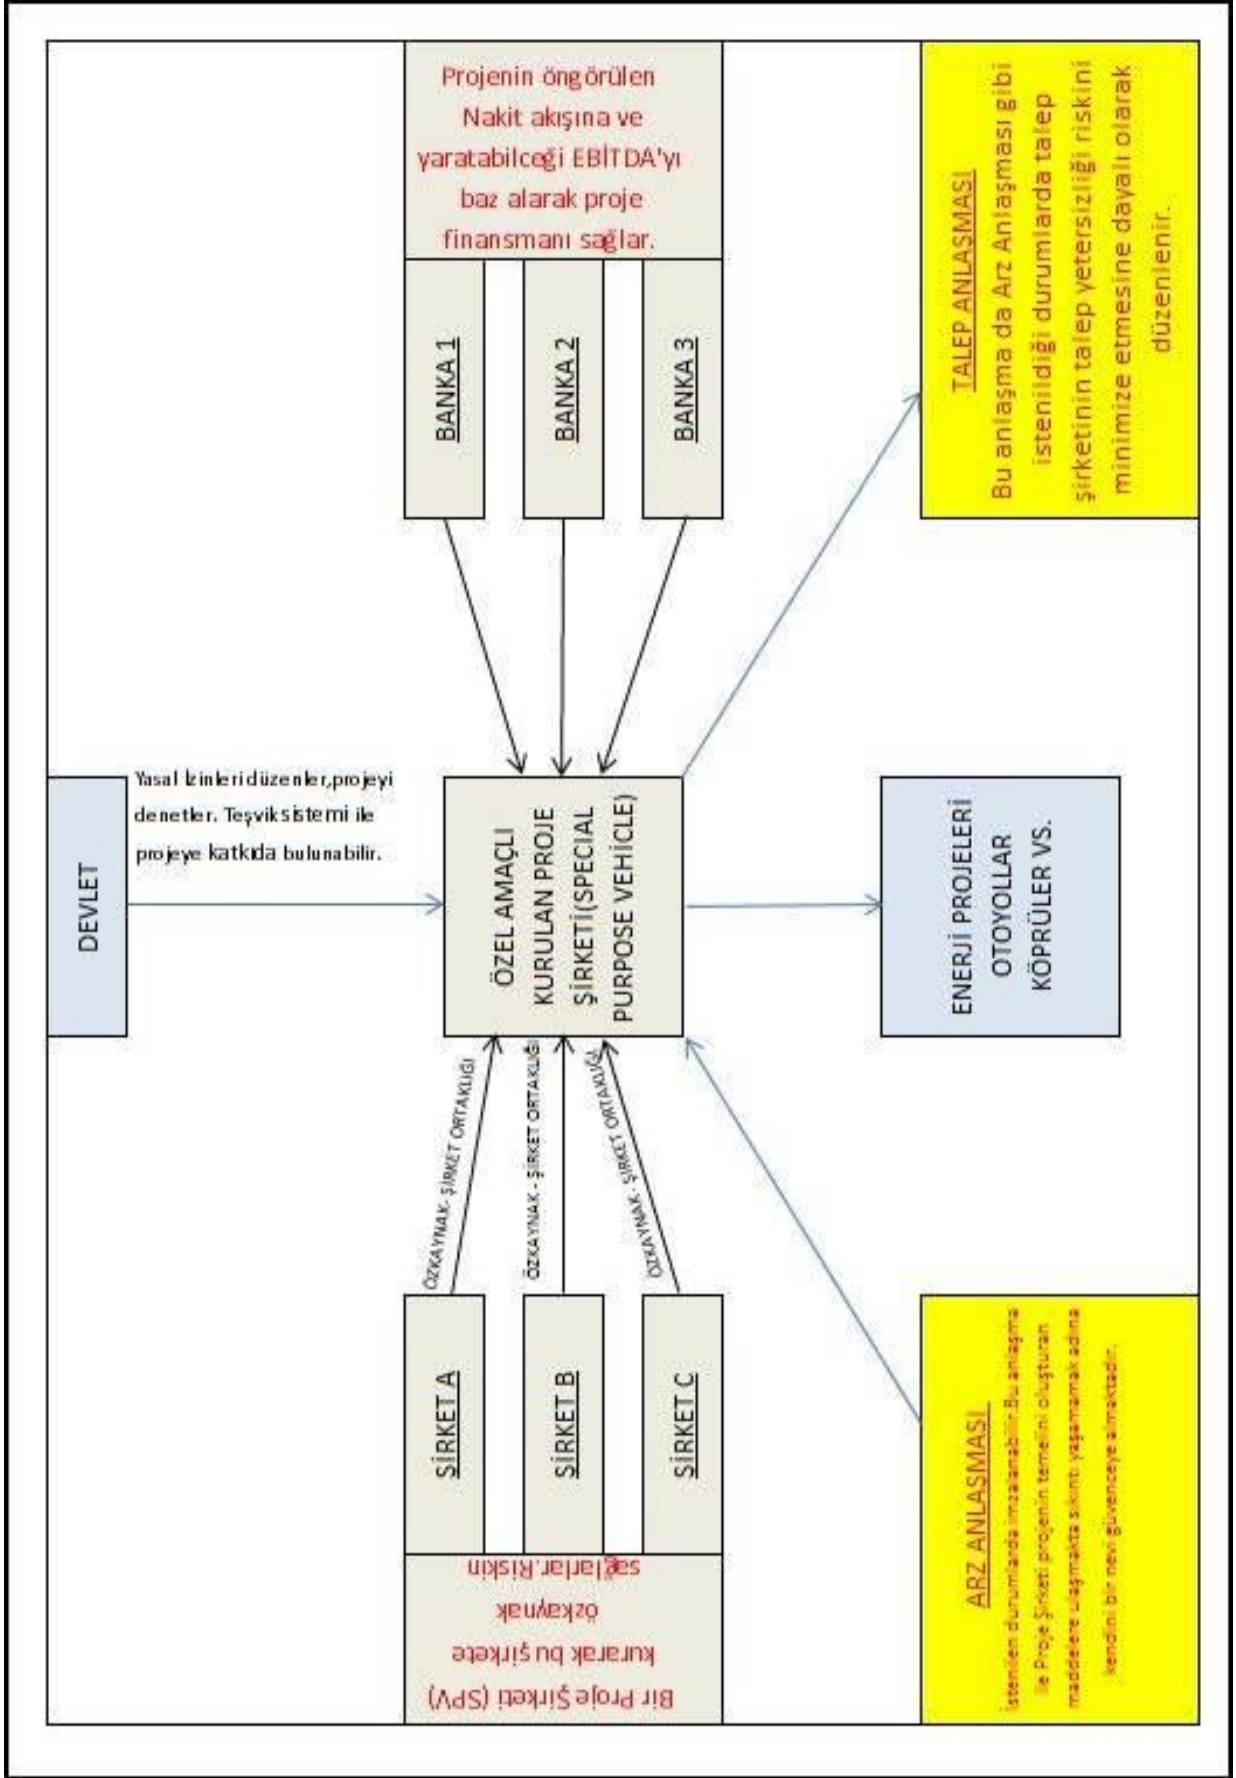 DEVLET
Yasal İzinleri düzenler,projeyi
denetler. Teşvik sistemi ile
projeye katkıda bulunabilir.
Bir Proje Şirketi (SPV)
kurarak bu şirkete
özkaynak
sağlarlar.Riskin
ŞİRKET A
ŞİRKET B
ŞİRKET C
ÖZKAYNAK- ŞİRKET ORTAKLIĞI
ÖZKAYNAK - ŞİRKET ORTAKLIĞI
ÖZKAYNAK - ŞİRKET ORTAKLIĞI
ÖZEL AMAÇLI
KURULAN PROJE
ŞİRKETİ(SPECIAL
PURPOSE VEHİCLE)
BANKA 1
BANKA 2
BANKA 3
Projenin öngörülen
Nakit akışına ve
yaratabilceği EBİTDA'yı
baz alarak proje
finansmanı sağlar.
ARZ ANLAŞMASI
İstenilen durumlarda imzalanabilir.Bu anlaşma
ile Proje Şirketi projenin temelini oluşturan
maddelere ulaşmakta sıkıntı yaşamamak adına
kendini bir nevi güvenceye almaktadır.
ENERJİ PROJELERİ
OTOYOLLAR
KÖPRÜLER VS.
TALEP ANLAŞMASI
Bu anlaşma da Arz Anlaşması gibi
istenildiği durumlarda talep
şirketinin talep yetersizliği riskini
minimize etmesine dayalı olarak
düzenlenir.